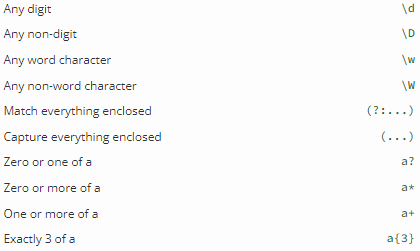 Any digit \d
Any non-digit \D
Any word character \w
Any non-word character \W
Match everything enclosed (?:...)
Capture everything enclosed (...)
Zero or one of a a?
Zero or more of a a*
One or more of a a+
Exactly 3 of a a{3}